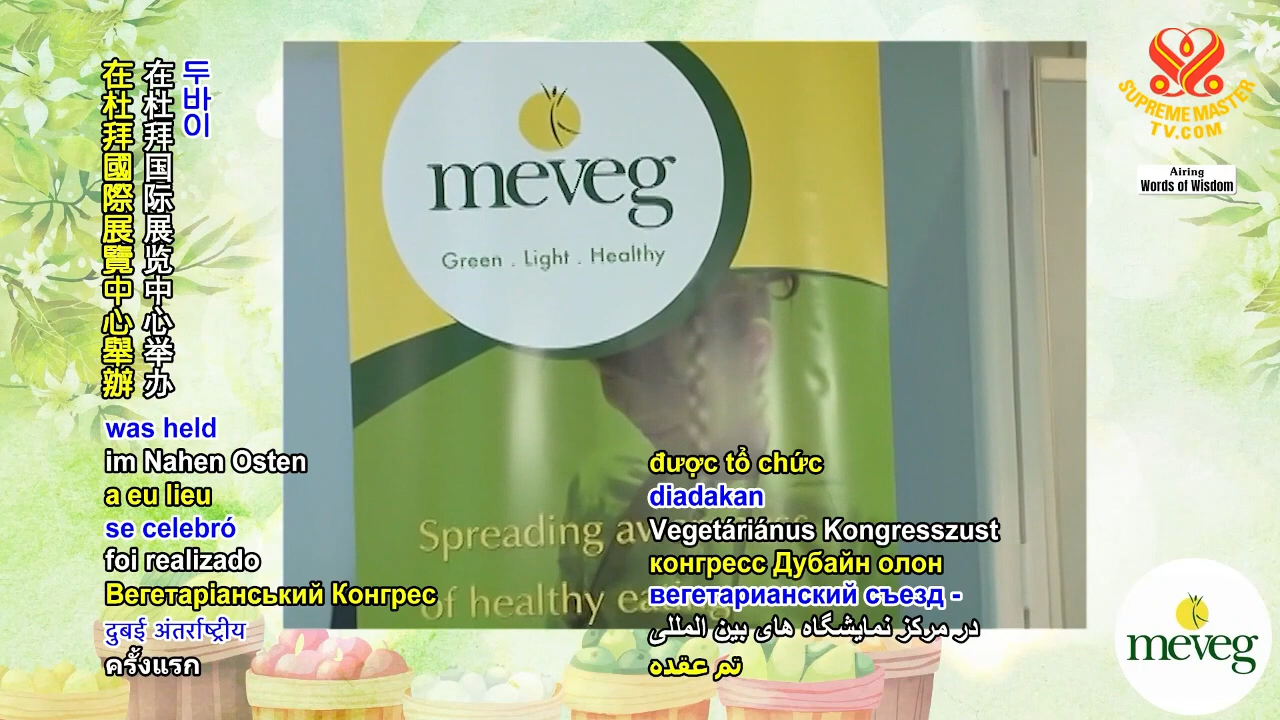 두바이
在杜拜国际展览中心举办
在杜拜國際展覽中心舉辦
was held
im Nahen Osten
a eu lieu
se celebró
foi realizado
Вегетаріанський Конгрес
दुबई अंतर्राष्ट्रीय
ครั้งแรก
được tổ chức
diadakan
Vegetáriánus Kongresszust
конгресс Дубайн олон
вегетарианский съезд -
در مرکز نمایشگاه های بین المللی
تم عقده
meveg
Green . Light . Healthy
Spreading
of healthy
SUPREME MASTER
TV.COM
Airing
Words of Wisdom
meveg